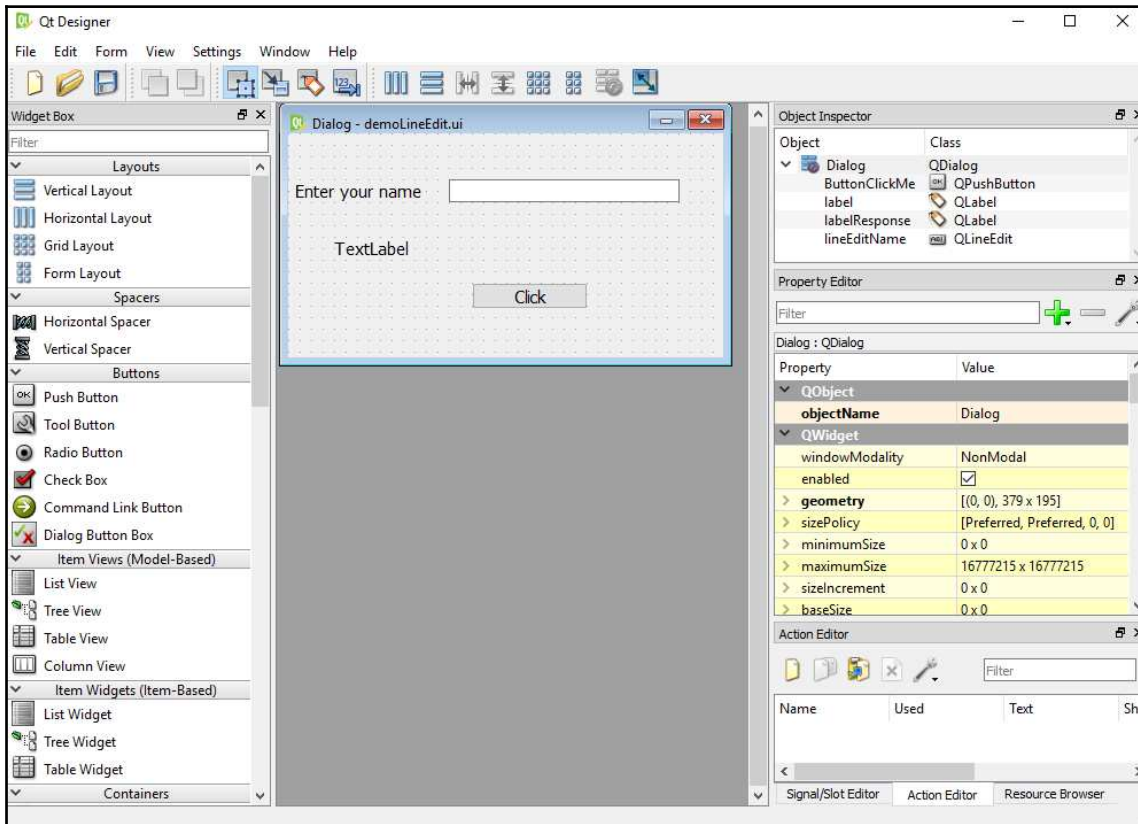 Qt Designer
File Edit Form View Settings Window Help
Widget Box
Filter
Layouts
Vertical Layout
Horizontal Layout
Grid Layout
Form Layout
Spacers
Horizontal Spacer
Vertical Spacer
Buttons
OK Push Button
Tool Button
Radio Button
Check Box
Command Link Button
Dialog Button Box
Item Views (Model-Based)
List View
Tree View
Table View
Column View
Item Widgets (Item-Based)
List Widget
Tree Widget
Table Widget
Containers
Dialog - demoLineEdit.ui
Enter your name
TextLabel
Click
Object Inspector
Object Class
Dialog QDialog
ButtonClickMe QPushButton
label QLabel
labelResponse QLabel
lineEditName QLineEdit
Property Editor
Filter
Dialog : QDialog
Property Value
QObject
objectName Dialog
QWidget
windowModality NonModal
enabled
geometry [(0, 0), 379 x 195]
sizePolicy [Preferred, Preferred, 0, 0]
minimumSize 0 x 0
maximumSize 16777215 x 16777215
sizeIncrement 0 x 0
baseSize 0 x 0
Action Editor
Filter
Name Used Text Sh
Signal/Slot Editor Action Editor Resource Browser